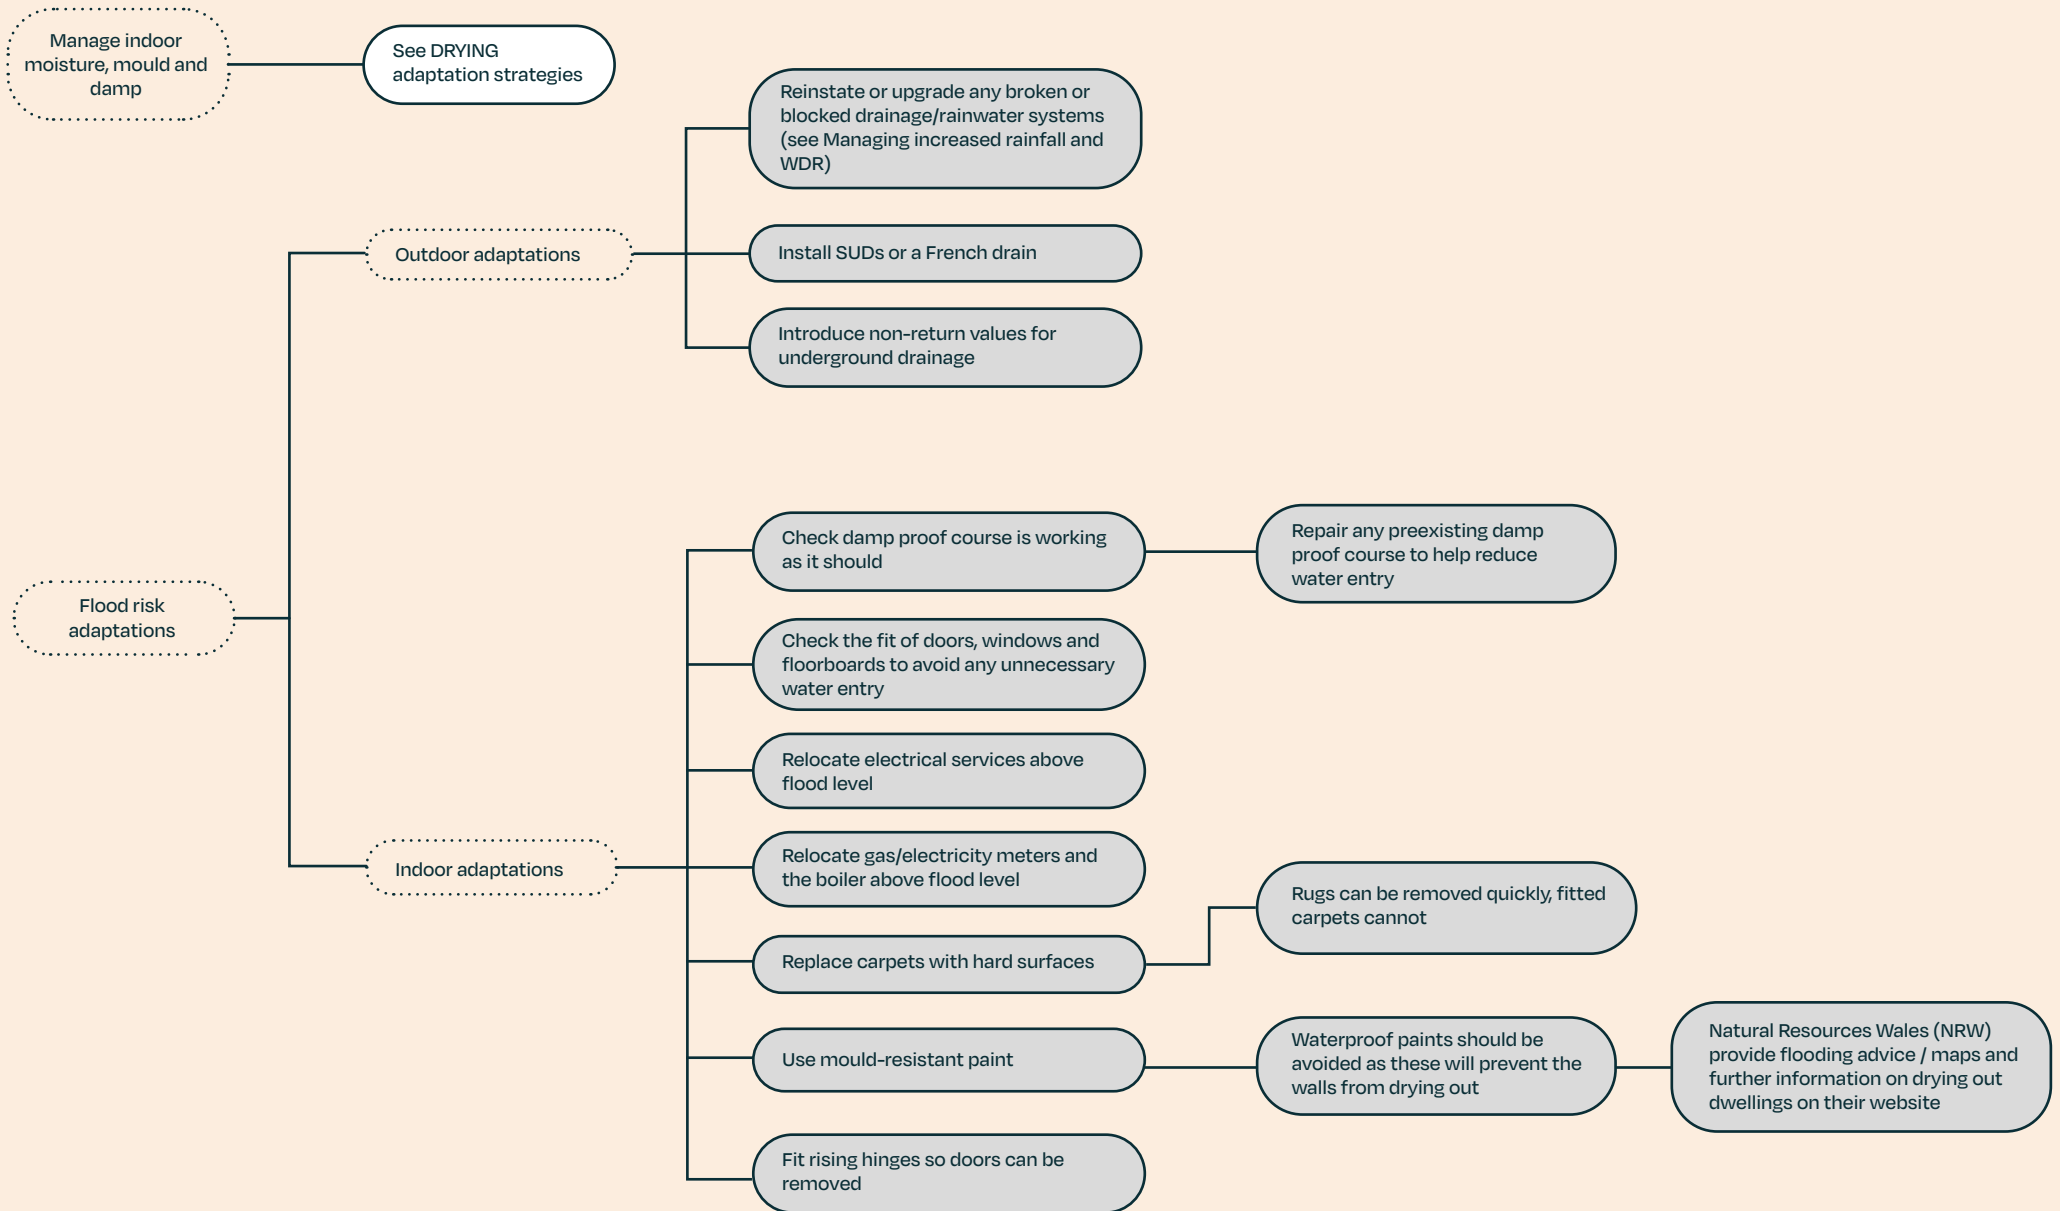 Manage indoor
moisture, mould and
damp
See DRYING
adaptation strategies
Reinstate or upgrade any broken or
blocked drainage/rainwater systems
(see Managing increased rainfall and
WDR)
Outdoor adaptations
Install SUDs or a French drain
Introduce non-return values for
underground drainage
Flood risk
adaptations
Check damp proof course is working
as it should
Repair any preexisting damp
proof course to help reduce
water entry
Check the fit of doors, windows and
floorboards to avoid any unnecessary
water entry
Relocate electrical services above
flood level
Indoor adaptations
Relocate gas/electricity meters and
the boiler above flood level
Replace carpets with hard surfaces
Rugs can be removed quickly, fitted
carpets cannot
Use mould-resistant paint
Waterproof paints should be
avoided as these will prevent the
walls from drying out
Natural Resources Wales (NRW)
provide flooding advice / maps and
further information on drying out
dwellings on their website
Fit rising hinges so doors can be
removed